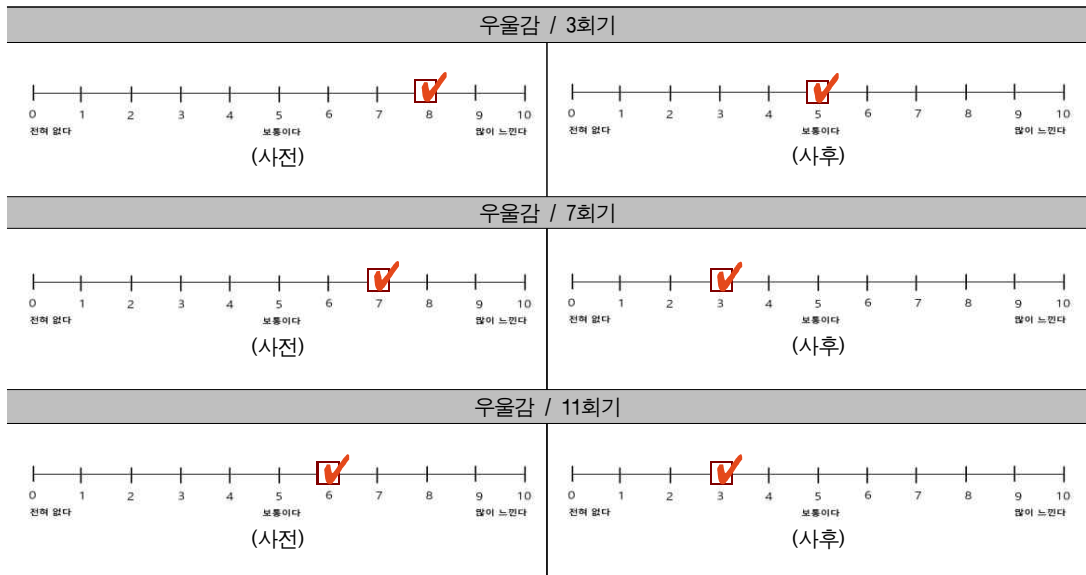 우울감 / 3회기
0 1 2 3 4 5 6 7 8 9 10
전혀 없다 보통이다 많이 느낀다
(사전)
0 1 2 3 4 5 6 7 8 9 10
전혀 없다 보통이다 많이 느낀다
(사후)
우울감 / 7회기
0 1 2 3 4 5 6 7 8 9 10
전혀 없다 보통이다 많이 느낀다
(사전)
0 1 2 3 4 5 6 7 8 9 10
전혀 없다 보통이다 많이 느낀다
(사후)
우울감 / 11회기
0 1 2 3 4 5 6 7 8 9 10
전혀 없다 보통이다 많이 느낀다
(사전)
0 1 2 3 4 5 6 7 8 9 10
전혀 없다 보통이다 많이 느낀다
(사후)